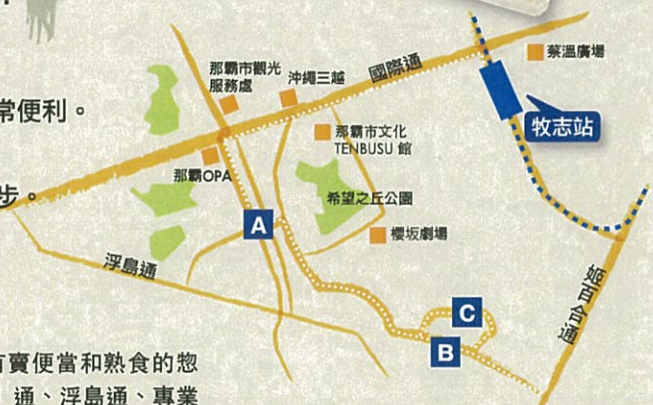 常便利。
步。
那霸市觀光
服務處
沖繩三越
國際通
蔡溫廣場
牧志站
那霸市文化
TENBUSU 館
那霸OPA
希望之丘公園
A
櫻坂劇場
浮島通
姬百合通
C
B
有賣便當和熟食的惣
通、浮島通、專業